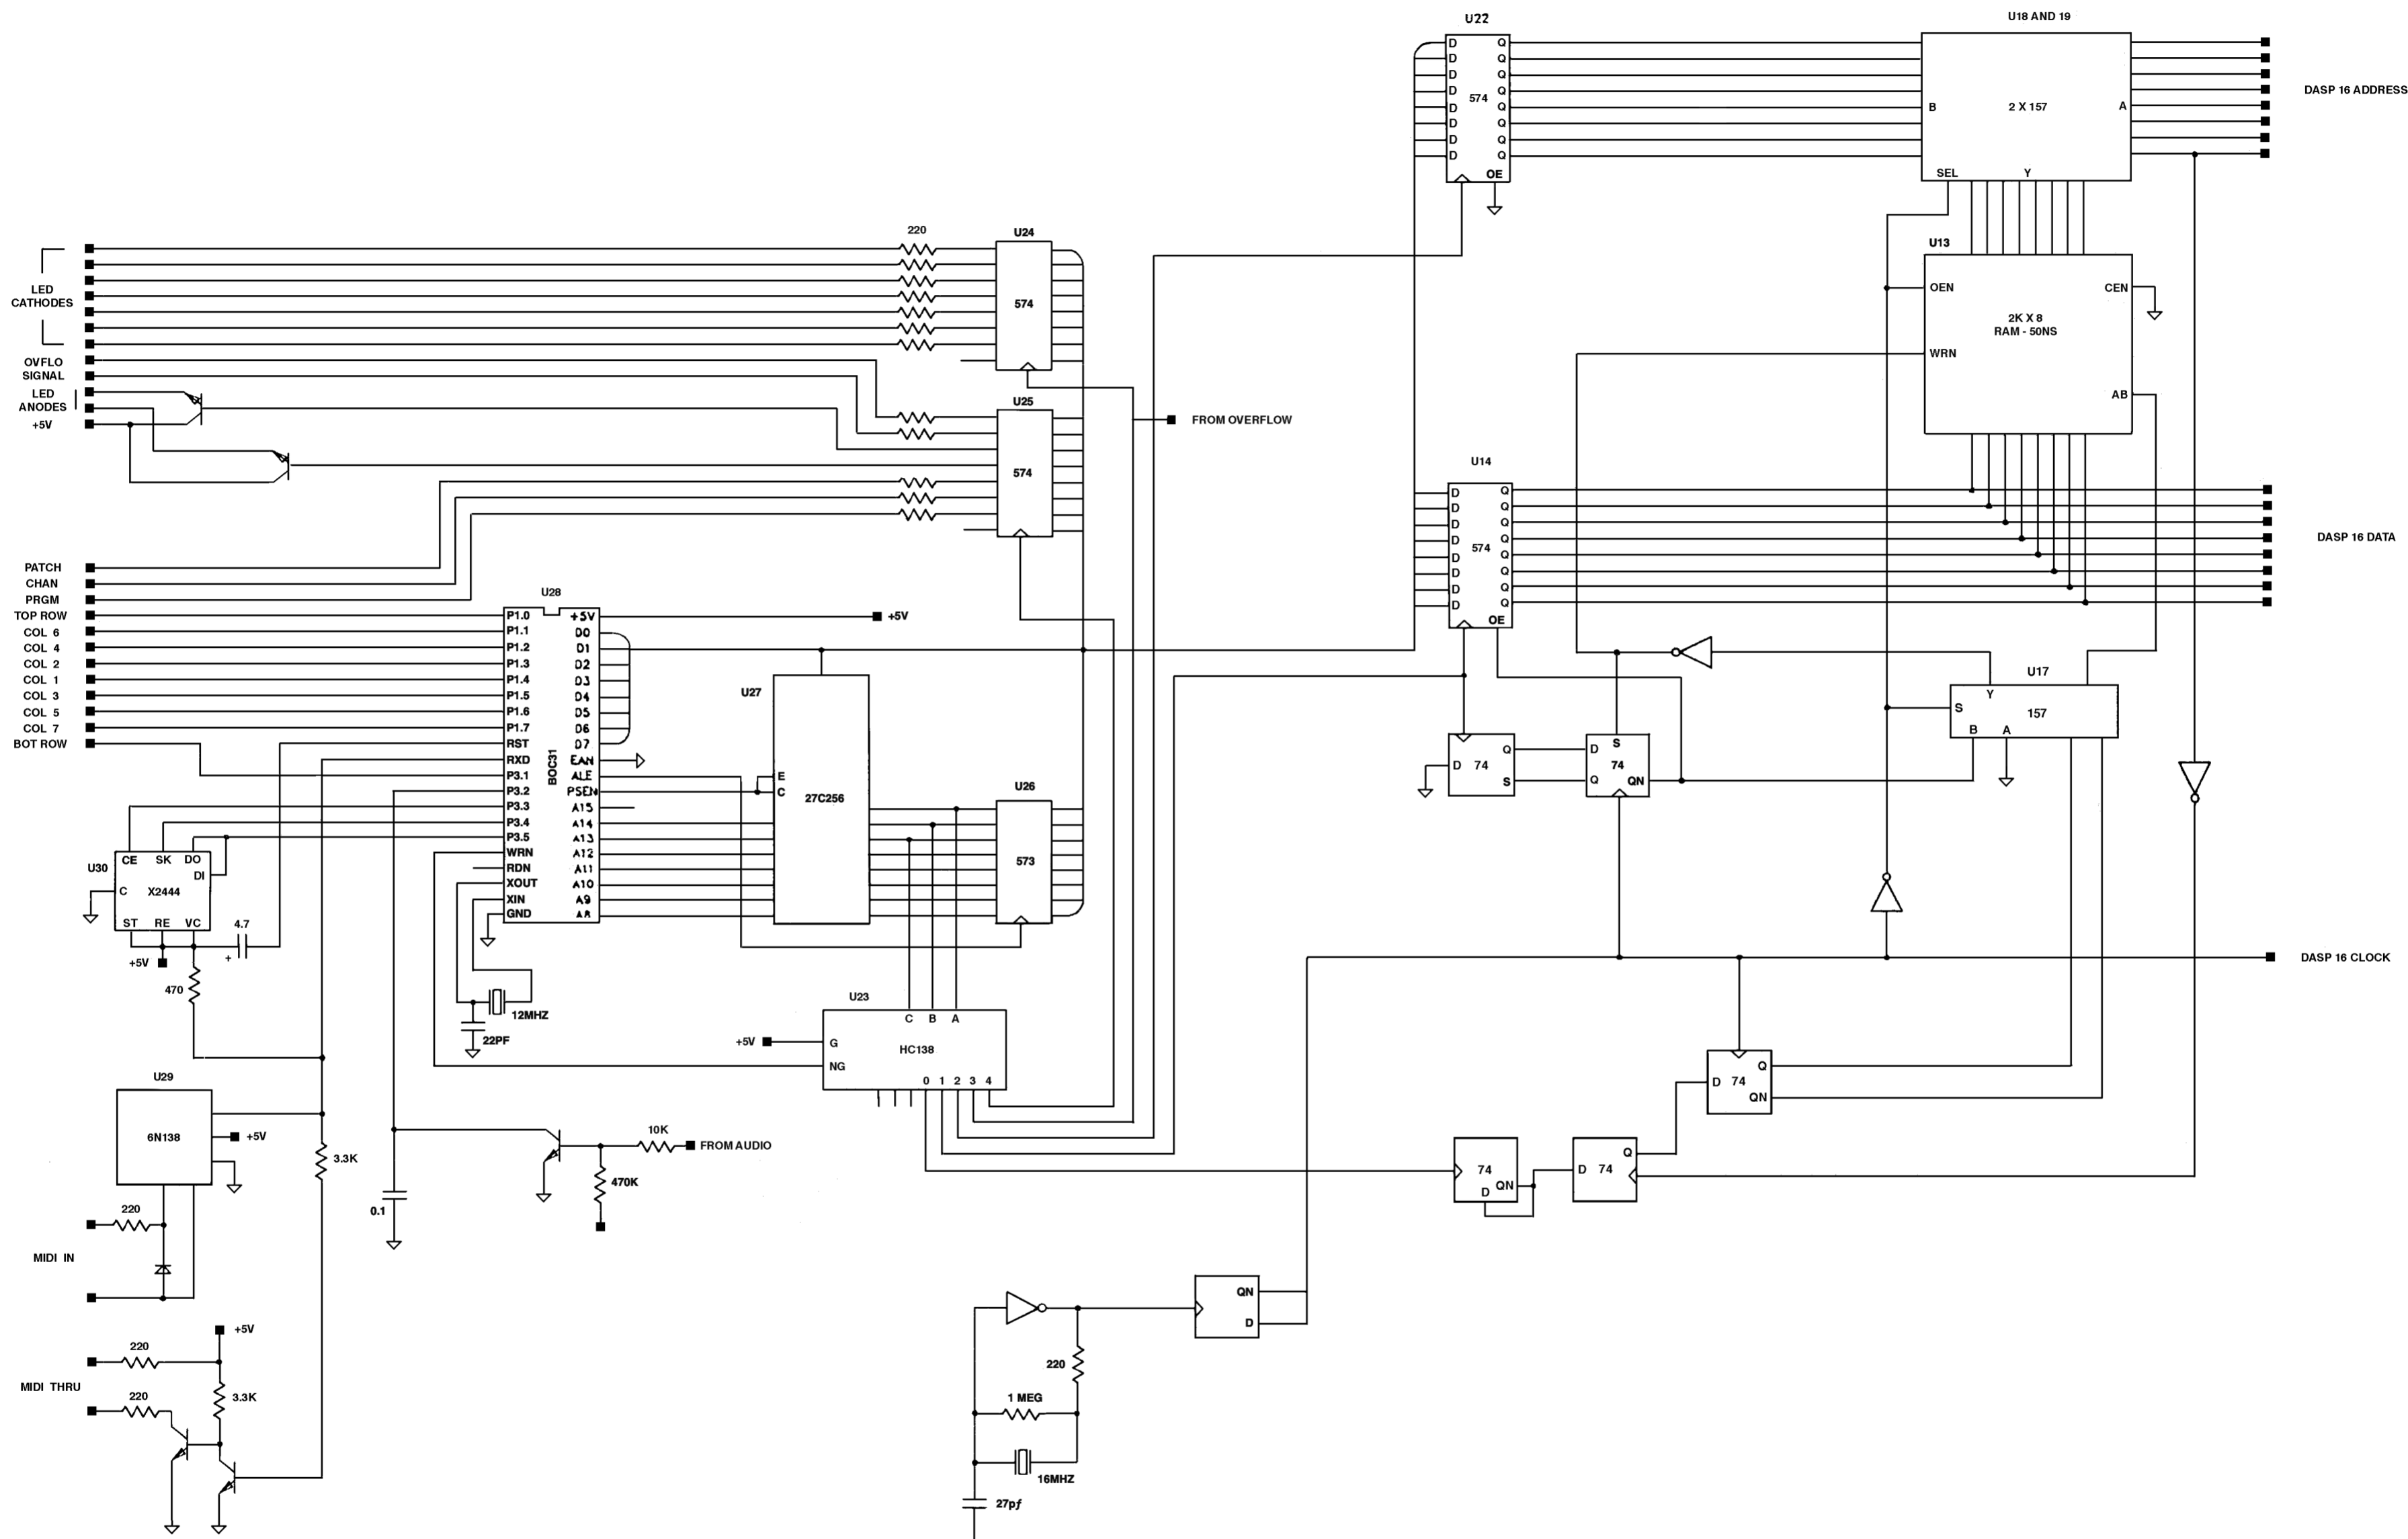 U22
U18 AND 19
D Q
D Q
D Q
D Q
D Q
D Q
D Q
D Q
574
OE
B
2 X 157
A
SEL
Y
DASP 16 ADDRESS
220
U24
574
LED
CATHODES
OVFLO
SIGNAL
LED
ANODES
+5V
U25
574
FROM OVERFLOW
U13
OEN
CEN
2K X 8
RAM - 50NS
WRN
AB
U14
D Q
D Q
D Q
D Q
D Q
D Q
D Q
D Q
574
OE
DASP 16 DATA
PATCH
CHAN
PRGM
TOP ROW
COL 6
COL 4
COL 2
COL 1
COL 3
COL 5
COL 7
BOT ROW
U28
P1.0
P1.1
P1.2
P1.3
P1.4
P1.5
P1.6
P1.7
RST
RXD
P3.1
P3.2
P3.3
P3.4
P3.5
WRN
RDN
XOUT
XIN
GND
8OC31
+5V
D0
D1
D2
D3
D4
D5
D6
D7
EAN
ALE
PSEN
A15
A14
A13
A12
A11
A10
A9
A8
+5V
U27
E
C
27C256
U26
573
D 74
Q
S
S
D
74
Q
QN
U17
Y
S
157
B
A
U30
CE SK DO
DI
C
X2444
ST RE VC
4.7
+
+5V
470
12MHZ
22PF
U23
C B A
+5V
G
HC138
NG
0 1 2 3 4
DASP 16 CLOCK
D 74
Q
QN
U29
6N138
+5V
3.3K
10K
FROM AUDIO
470K
0.1
74
QN
D
Q
D 74
220
MIDI IN
QN
D
+5V
220
MIDI THRU
220
3.3K
220
1 MEG
16MHZ
27pf